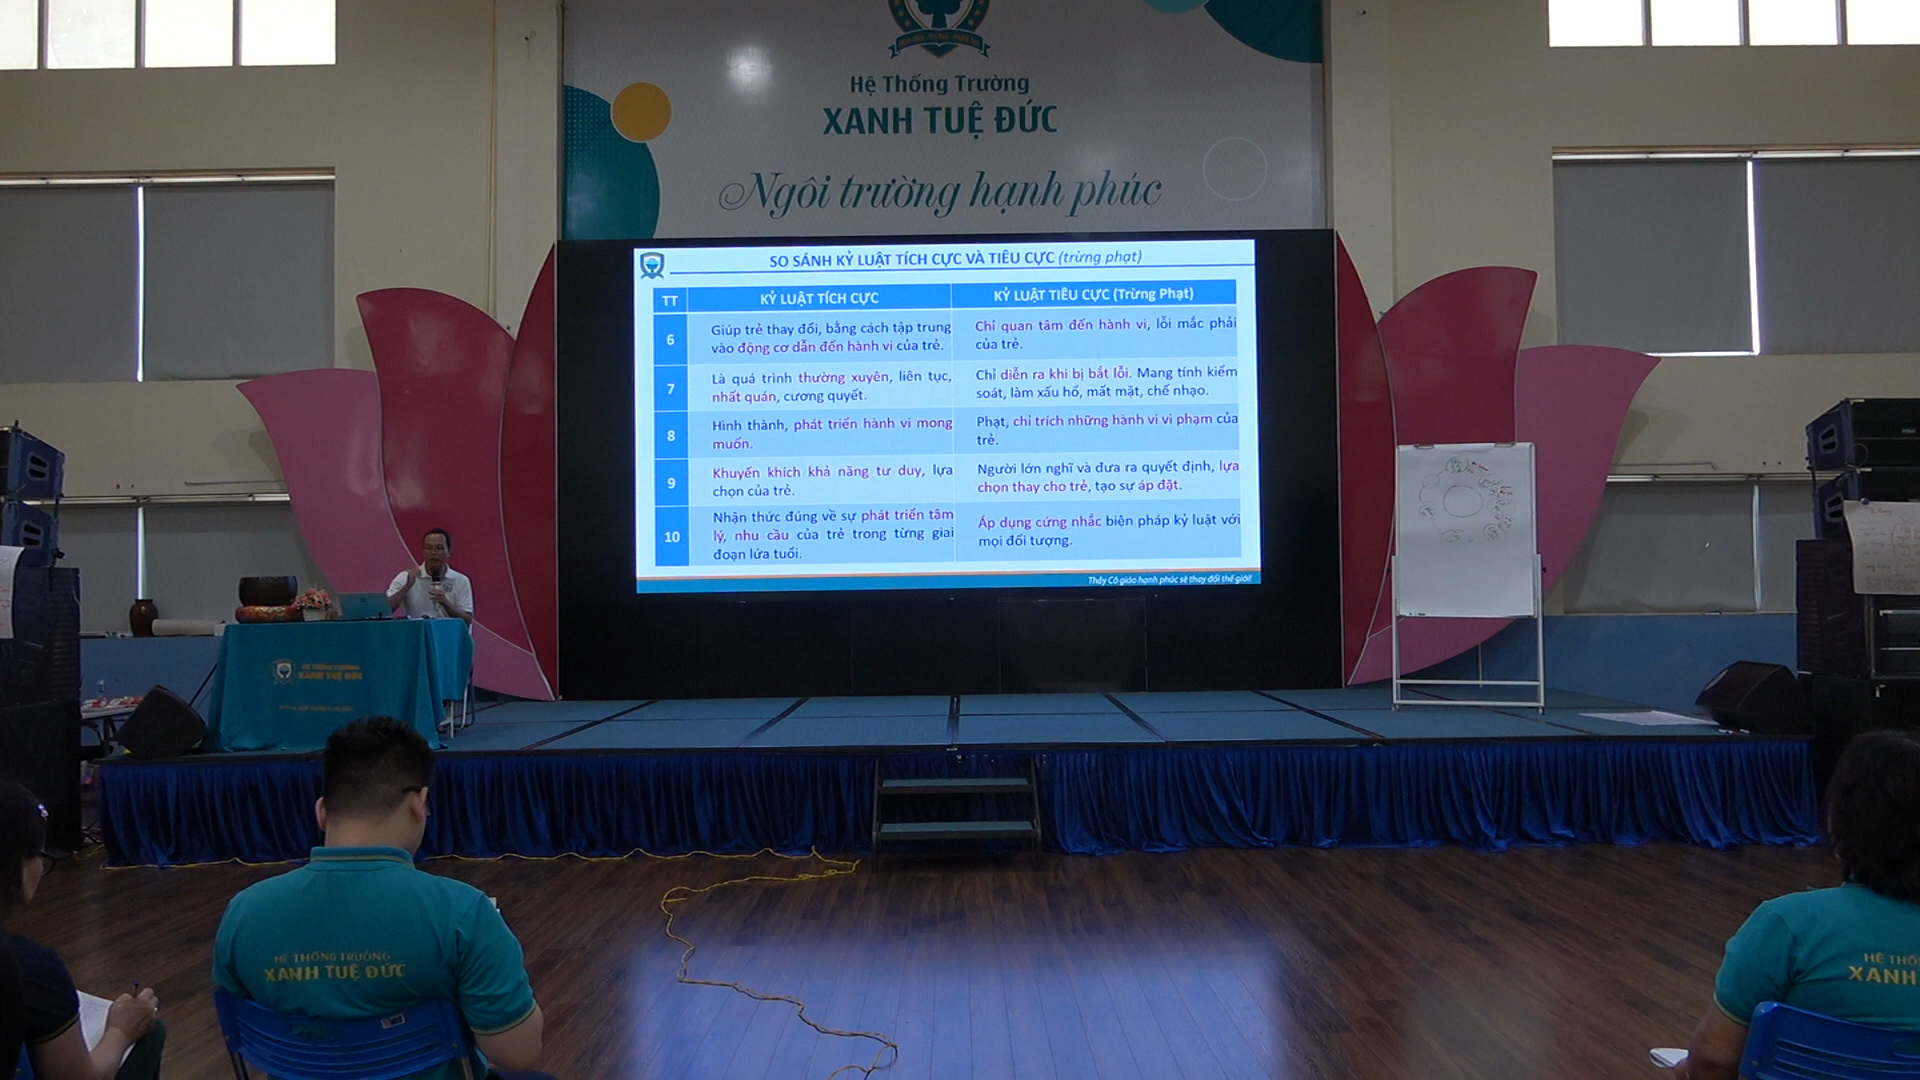 Hệ Thống Trường
XANH TUỆ ĐỨC
Ngôi trường hạnh phúc
SO SÁNH KỶ LUẬT TÍCH CỰC VÀ TIÊU CỰC (trừng phạt)
TT
KỶ LUẬT TÍCH CỰC
KỶ LUẬT TIÊU CỰC (Trừng Phạt)
6
Giúp trẻ thay đổi, bằng cách tập trung
vào động cơ dẫn đến hành vi của trẻ.
Chỉ quan tâm đến hành vi, lỗi mắc phải
của trẻ.
7
Là quá trình thường xuyên, liên tục,
nhất quán, cương quyết.
Chỉ diễn ra khi bị bắt lỗi. Mang tính kiểm
soát, làm xấu hổ, mất mặt, chế nhạo.
8
Hình thành, phát triển hành vi mong
muốn.
Phạt, chỉ trích những hành vi vi phạm của
trẻ.
9
Khuyến khích khả năng tư duy, lựa
chọn của trẻ.
Người lớn nghĩ và đưa ra quyết định, lựa
chọn thay cho trẻ, tạo sự áp đặt.
10
Nhận thức đúng về sự phát triển tâm
lý, nhu cầu của trẻ trong từng giai
đoạn lứa tuổi.
Áp dụng cứng nhắc biện pháp kỷ luật với
mọi đối tượng.
Thầy Cô giáo hạnh phúc sẽ thay đổi thế giới!
HỆ THỐNG TRƯỜNG
XANH TUỆ ĐỨC
HỆ THỐNG TRƯỜNG
XANH TUỆ ĐỨC
HỆ THỐ
XANH